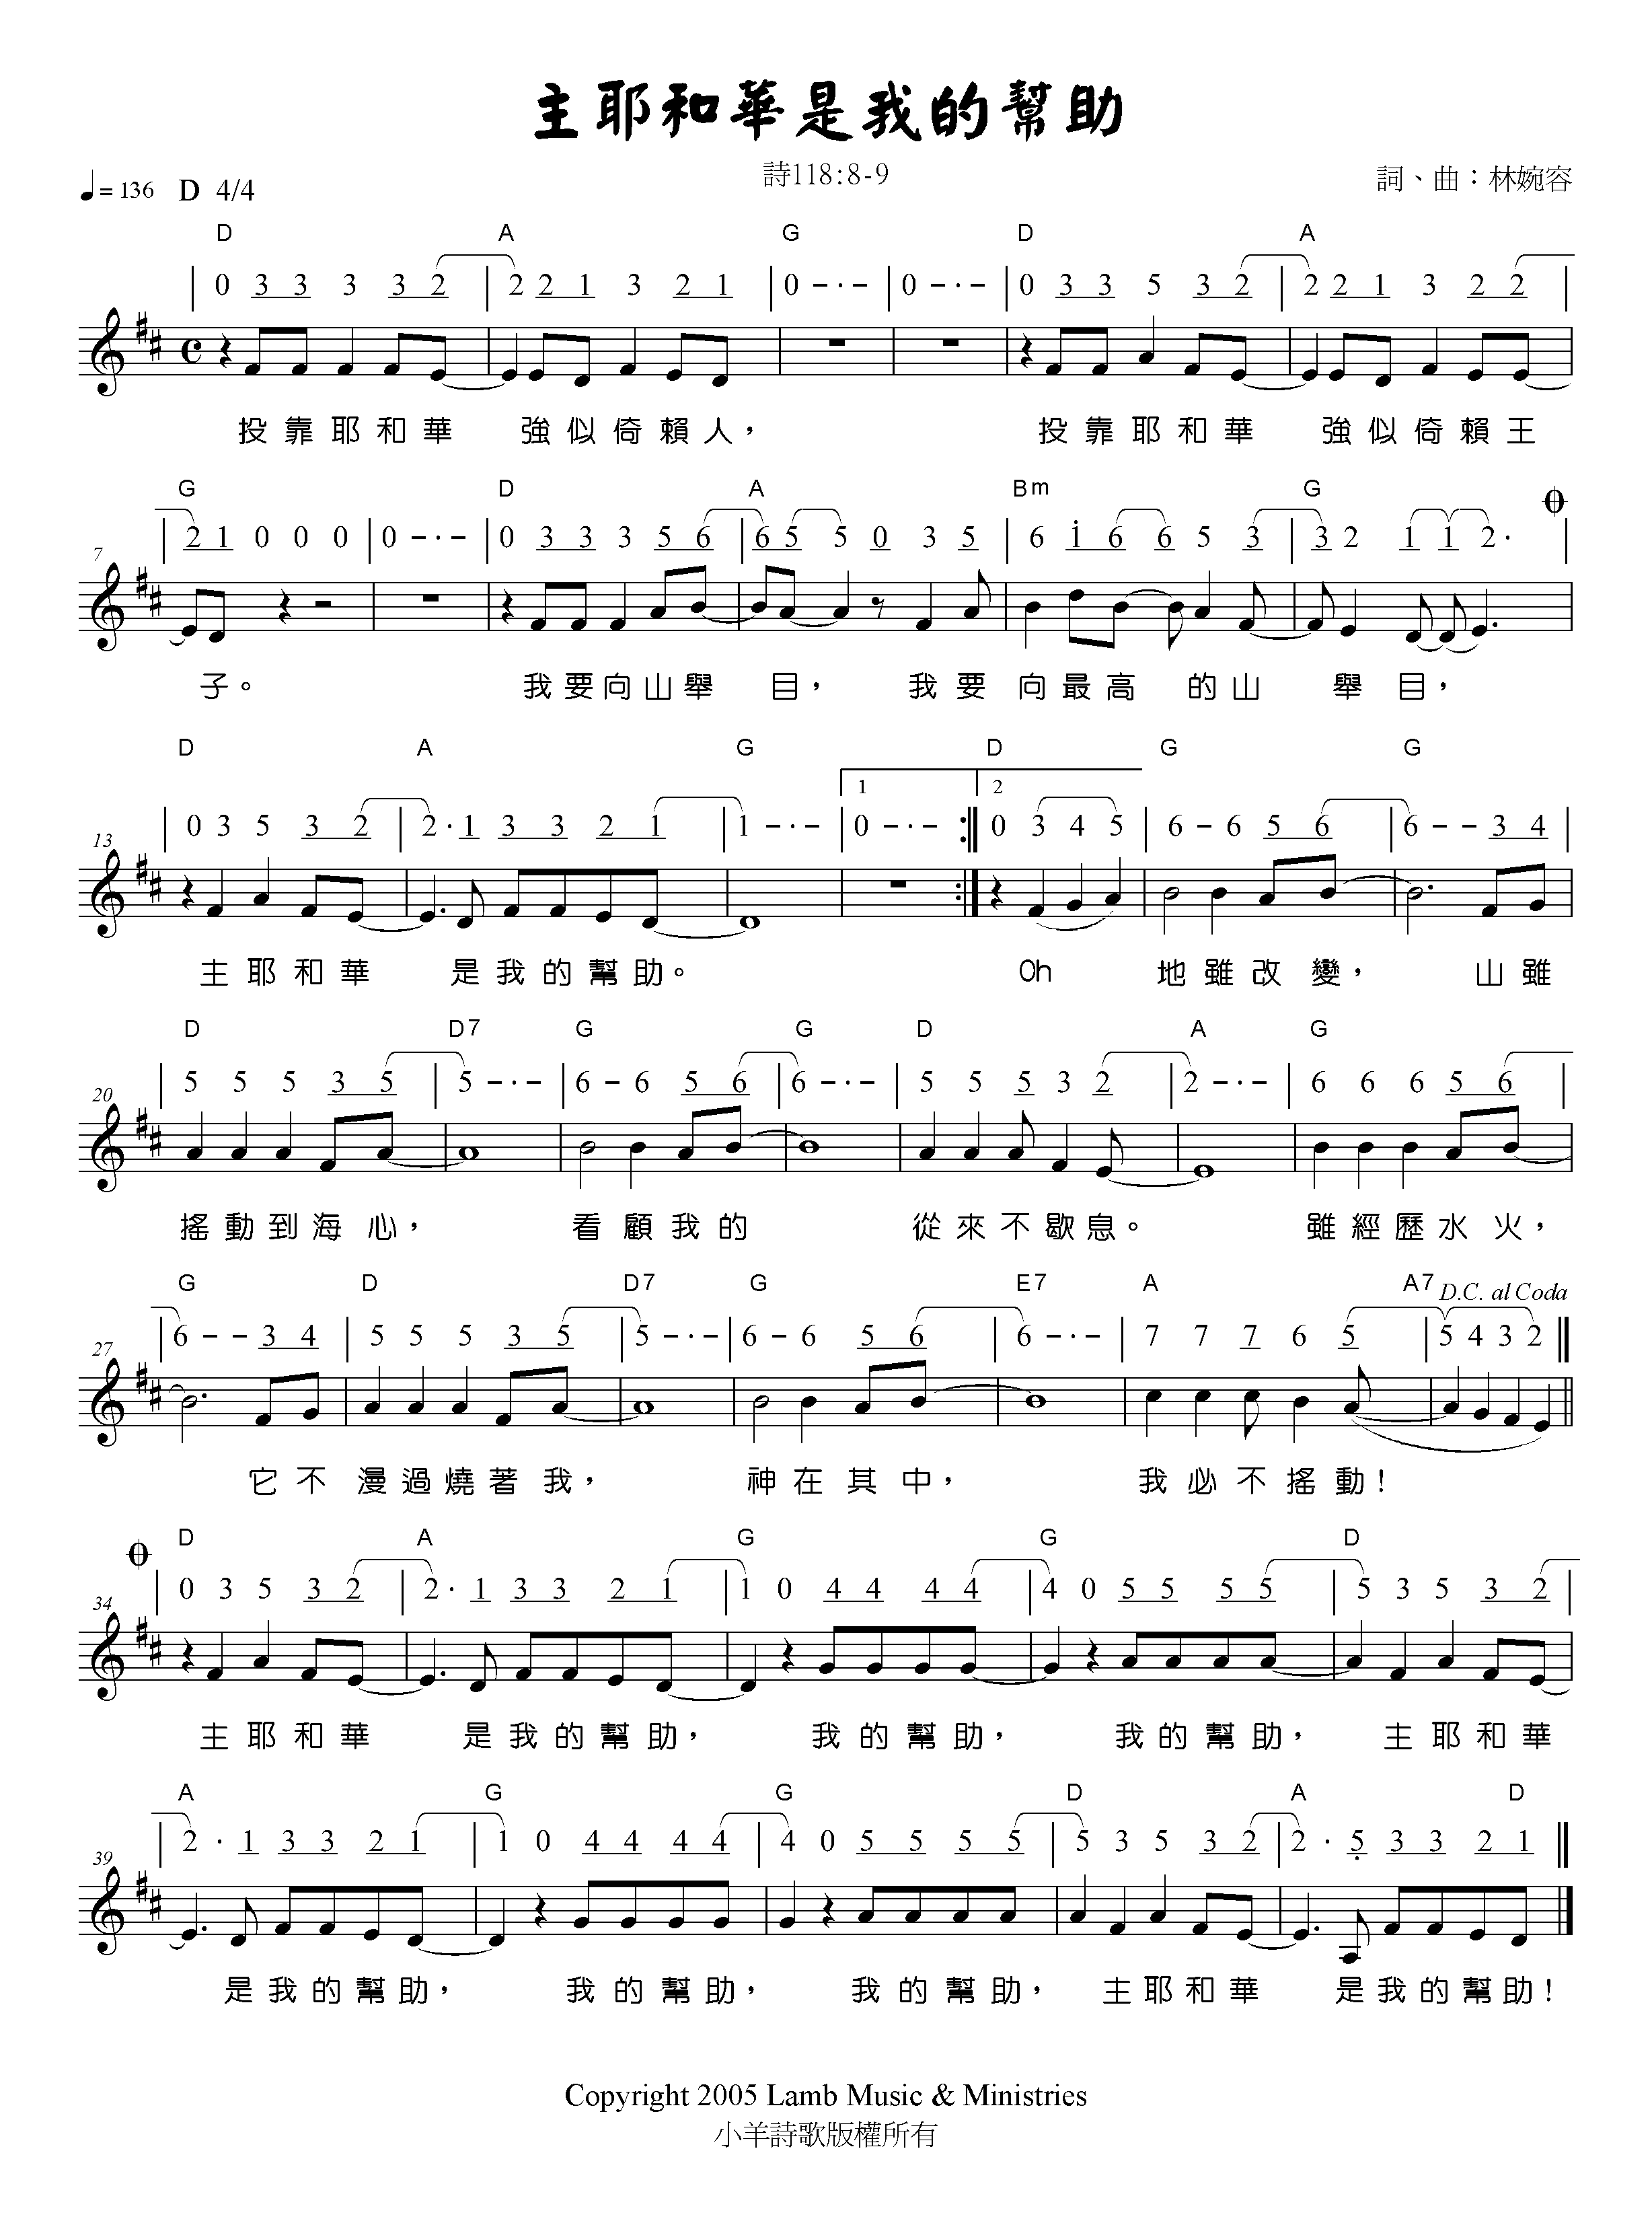 主耶和華是我的幫助
詩118:8-9
♩= 136 D 4/4
詞、曲：林婉容
D A G D A
0 3 3 3 3 2 | 2 2 1 3 2 1 | 0 - · - | 0 - · - | 0 3 3 5 3 2 | 2 2 1 3 2 2 |
投靠耶和華 強似倚賴人， 投靠耶和華 強似倚賴王
G D A Bm G
7 | 2 1 0 0 0 | 0 - · - | 0 3 3 3 5 6 | 6 5 5 0 3 5 | 6 i 6 6 5 3 | 3 2 1 1 2 · |
子。 我要向山舉 目， 我要 向最高 的山 舉 目，
D A G D G G
1 2
13 | 0 3 5 3 2 | 2 · 1 3 3 2 1 | 1 - · - | 0 - · - :‖ 0 3 4 5 | 6 - 6 5 6 | 6 - - 3 4 |
主耶和華 是我的幫助。 Oh 地雖改變， 山雖
D D7 G G D A G
20 | 5 5 5 3 5 | 5 - · - | 6 - 6 5 6 | 6 - · - | 5 5 5 3 2 | 2 - · - | 6 6 6 5 6 |
搖動到海心， 看顧我的 從來不歇息。 雖經歷水火，
G D D7 G E7 A A7 D.C. al Coda
27 | 6 - - 3 4 | 5 5 5 3 5 | 5 - · - | 6 - 6 5 6 | 6 - · - | 7 7 7 6 5 | 5 4 3 2 ‖
它不 漫過燒著我， 神在其中， 我必不搖動！
D A G G D
34 | 0 3 5 3 2 | 2 · 1 3 3 2 1 | 1 0 4 4 4 4 | 4 0 5 5 5 5 | 5 3 5 3 2 |
主耶和華 是我的幫助， 我的幫助， 我的幫助， 主耶和華
A G G D A D
39 | 2 · 1 3 3 2 1 | 1 0 4 4 4 4 | 4 0 5 5 5 5 | 5 3 5 3 2 | 2 · 5 3 3 2 1 ‖
是我的幫助， 我的幫助， 我的幫助， 主耶和華 是我的幫助！
Copyright 2005 Lamb Music & Ministries
小羊詩歌版權所有